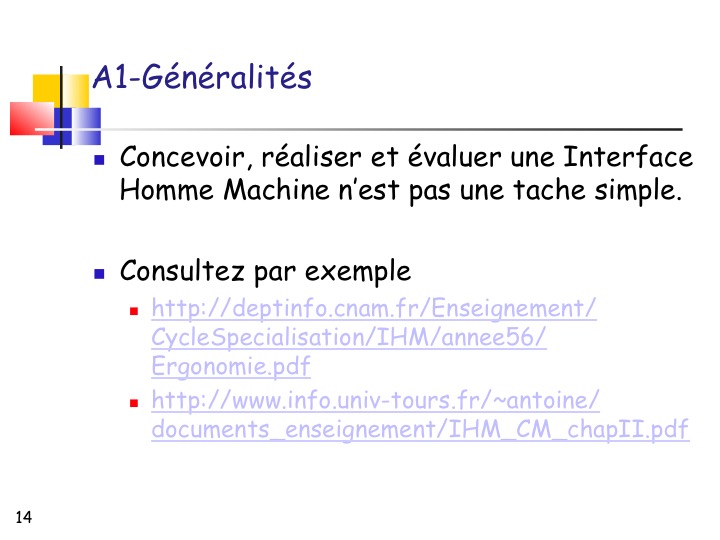 A1-Généralités
Concevoir, réaliser et évaluer une Interface
Homme Machine n’est pas une tache simple.
Consultez par exemple
http://deptinfo.cnam.fr/Enseignement/
CycleSpecialisation/IHM/annee56/
Ergonomie.pdf
http://www.info.univ-tours.fr/~antoine/
documents_enseignement/IHM_CM_chapII.pdf
14